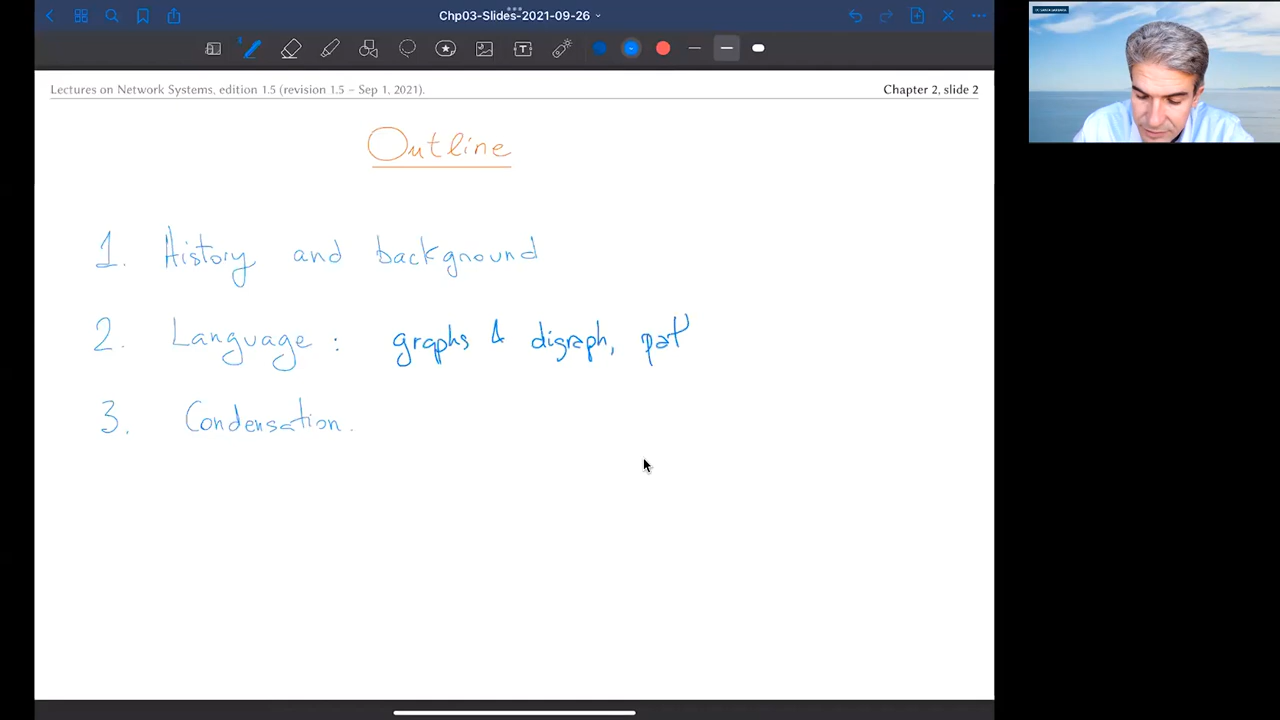 Chp03-Slides-2021-09-26
Lectures on Network Systems, edition 1.5 (revision 1.5 – Sep 1, 2021).
Chapter 2, slide 2
Outline
1. History and background
2. Language : graphs & digraph, pat
3. Condensation.